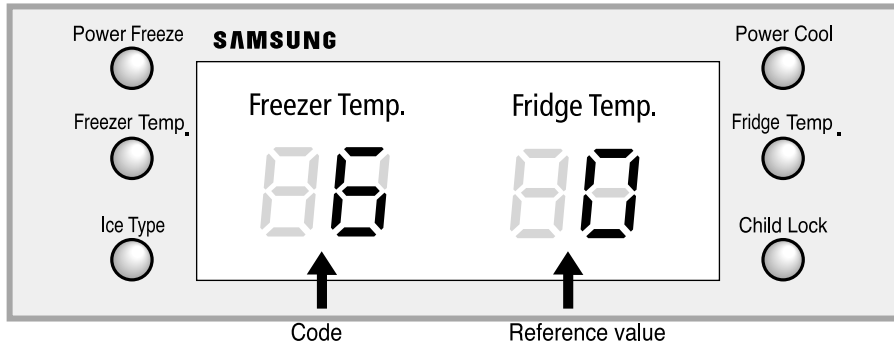 Power Freeze
SAMSUNG
Power Cool
Freezer Temp.
Fridge Temp.
Freezer Temp.
Fridge Temp.
6
0
Ice Type
Child Lock
Code
Reference value